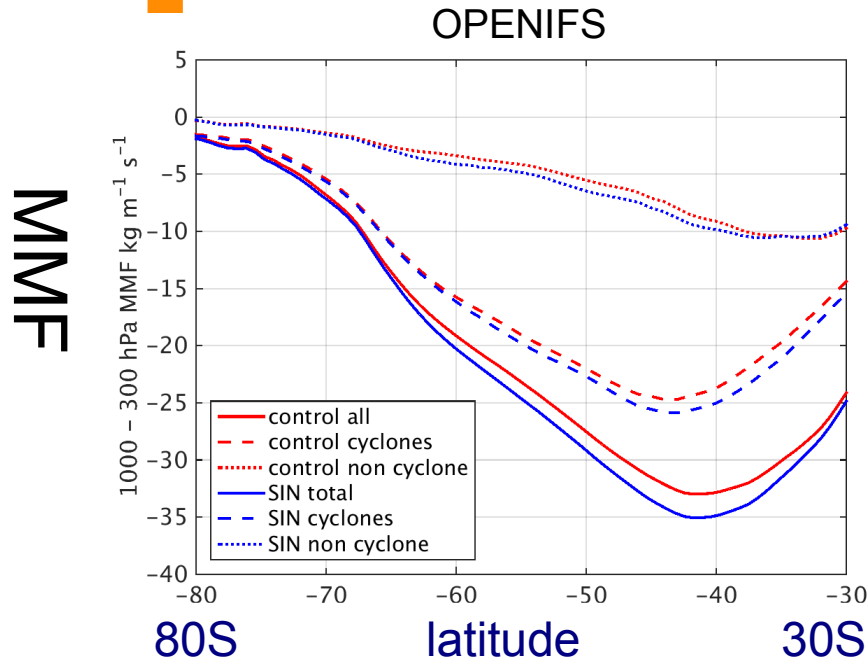 OPENIFS
MMF
1000 – 300 hPa MMF kg m⁻¹ s⁻¹
5
0
−5
−10
−15
−20
−25
−30
−35
−40
control all
control cyclones
control non cyclone
SIN total
SIN cyclones
SIN non cyclone
−80 −70 −60 −50 −40 −30
80S latitude 30S